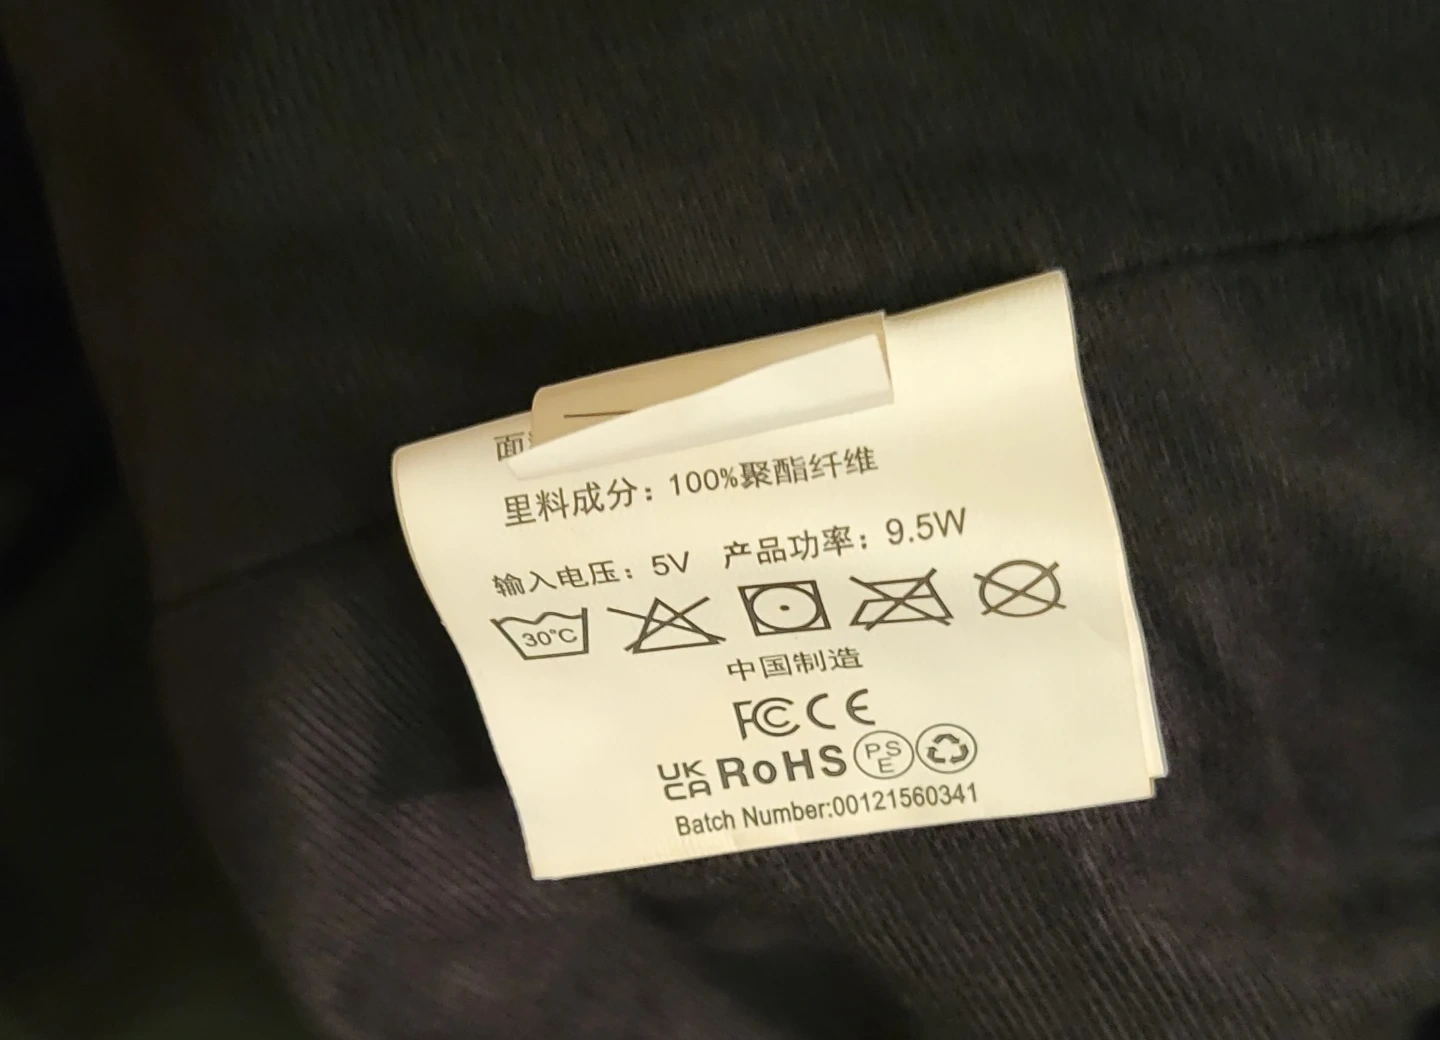 面
里料成分：100%聚酯纤维
输入电压：5V 产品功率：9.5W
30°C
中国制造
FC CE
UK CA RoHS PSE
Batch Number:00121560341